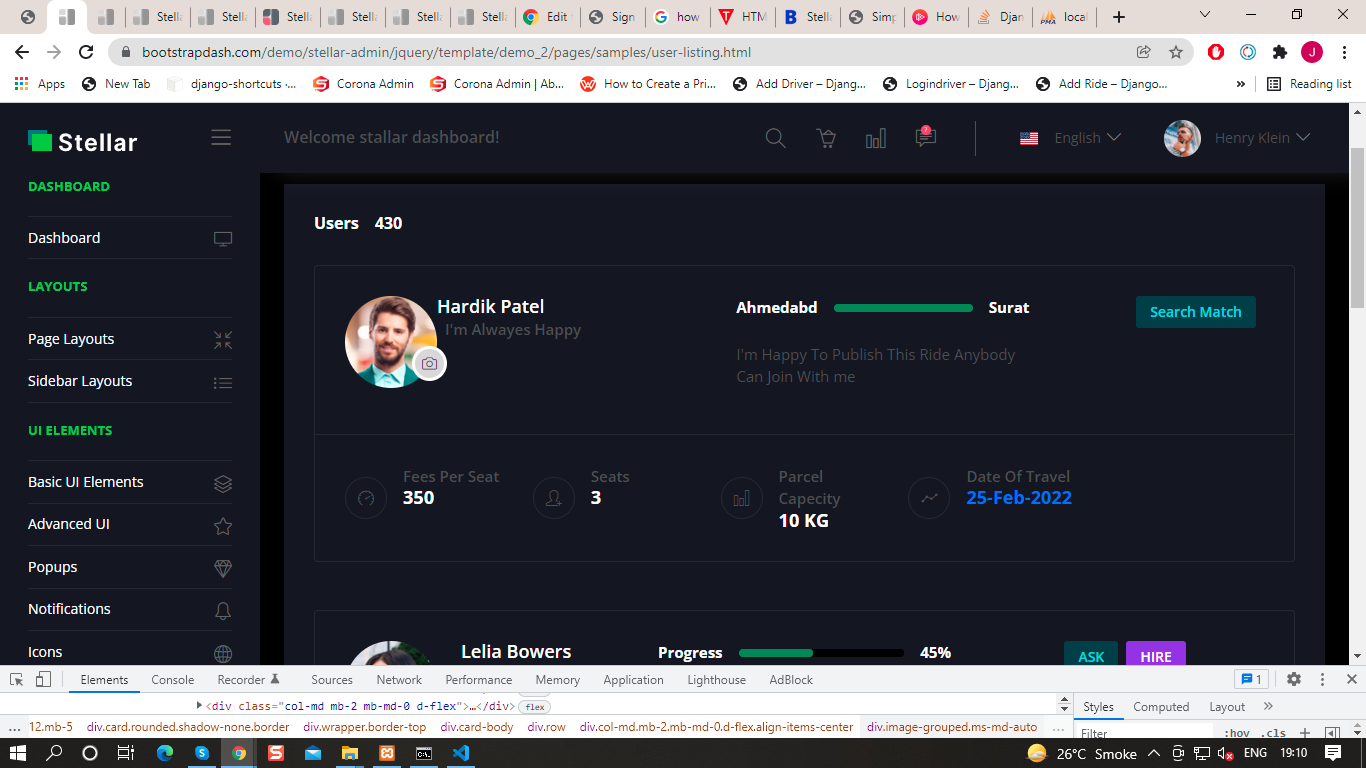 Stella
Stella
Stella
Stella
Stella
Stella
Edit
Sign
how
HTM
Stella
Simp
How
Djan
local
bootstrapdash.com/demo/stellar-admin/jquery/template/demo_2/pages/samples/user-listing.html
J
Apps
New Tab
django-shortcuts ·...
Corona Admin
Corona Admin | Ab...
How to Create a Pri...
Add Driver – Djang...
Logindriver – Djang...
Add Ride – Django...
»
Reading list
Stellar
Welcome stallar dashboard!
7
English
Henry Klein
DASHBOARD
Dashboard
LAYOUTS
Page Layouts
Sidebar Layouts
UI ELEMENTS
Basic UI Elements
Advanced UI
Popups
Notifications
Icons
Users 430
Hardik Patel
I'm Alwayes Happy
Ahmedabd
Surat
Search Match
I'm Happy To Publish This Ride Anybody
Can Join With me
Fees Per Seat
350
Seats
3
Parcel
Capecity
10 KG
Date Of Travel
25-Feb-2022
Lelia Bowers
Progress
45%
ASK
HIRE
Elements
Console
Recorder
Sources
Network
Performance
Memory
Application
Lighthouse
AdBlock
1
<div class="col-md mb-2 mb-md-0 d-flex">…</div> flex
... 12.mb-5 div.card.rounded.shadow-none.border div.wrapper.border-top div.card-body div.row div.col-md.mb-2.mb-md-0.d-flex.align-items-center div.image-grouped.ms-md-auto ...
Styles
Computed
Layout
»
Filter
:hov .cls
26°C Smoke
ENG
19:10